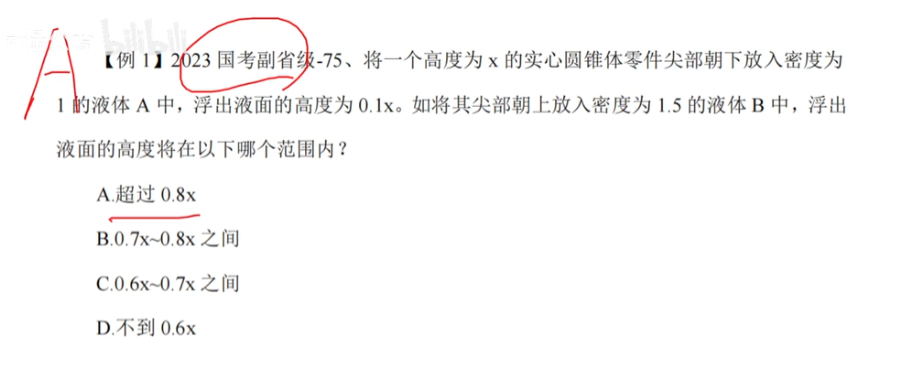 A
bilibili
【例 1】2023 国考副省级-75、将一个高度为 x 的实心圆锥体零件尖部朝下放入密度为
1 的液体 A 中，浮出液面的高度为 0.1x。如将其尖部朝上放入密度为 1.5 的液体 B 中，浮出
液面的高度将在以下哪个范围内？
A.超过 0.8x
B.0.7x~0.8x 之间
C.0.6x~0.7x 之间
D.不到 0.6x